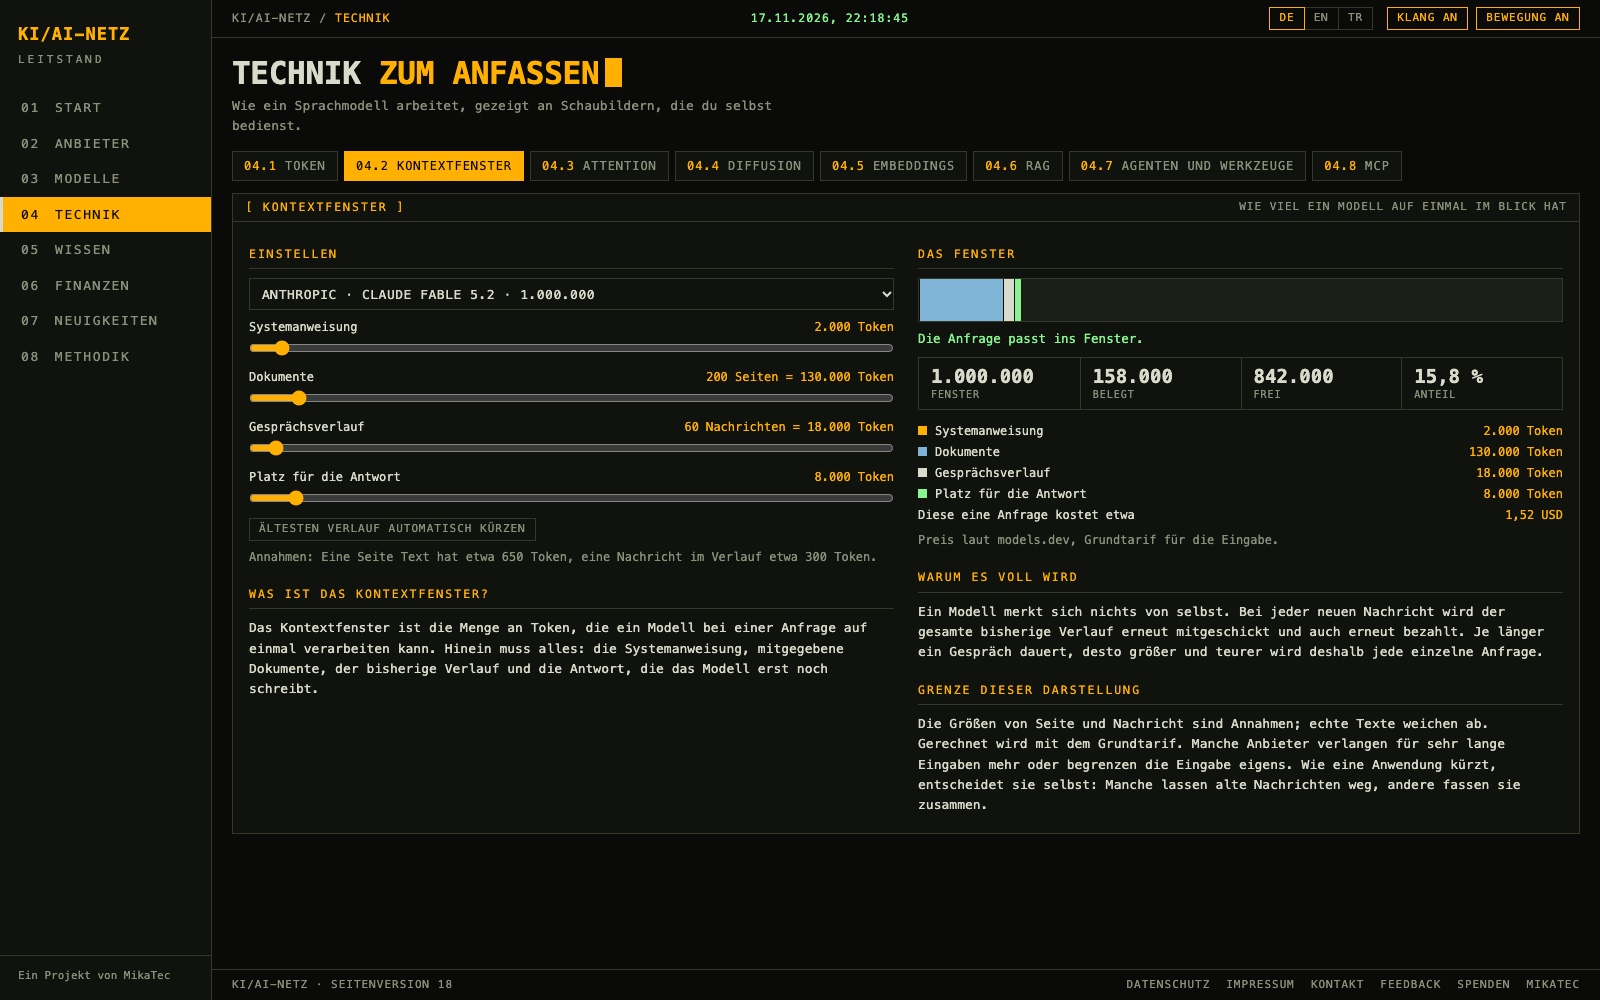 KI/AI-NETZ
LEITSTAND
01 START
02 ANBIETER
03 MODELLE
04 TECHNIK
05 WISSEN
06 FINANZEN
07 NEUIGKEITEN
08 METHODIK
Ein Projekt von MikaTec
KI/AI-NETZ / TECHNIK
17.11.2026, 22:18:45
DE EN TR
KLANG AN
BEWEGUNG AN
TECHNIK ZUM ANFASSEN
Wie ein Sprachmodell arbeitet, gezeigt an Schaubildern, die du selbst
bedienst.
04.1 TOKEN
04.2 KONTEXTFENSTER
04.3 ATTENTION
04.4 DIFFUSION
04.5 EMBEDDINGS
04.6 RAG
04.7 AGENTEN UND WERKZEUGE
04.8 MCP
[ KONTEXTFENSTER ]
WIE VIEL EIN MODELL AUF EINMAL IM BLICK HAT
EINSTELLEN
ANTHROPIC · CLAUDE FABLE 5.2 · 1.000.000
Systemanweisung 2.000 Token
Dokumente 200 Seiten = 130.000 Token
Gesprächsverlauf 60 Nachrichten = 18.000 Token
Platz für die Antwort 8.000 Token
ÄLTESTEN VERLAUF AUTOMATISCH KÜRZEN
Annahmen: Eine Seite Text hat etwa 650 Token, eine Nachricht im Verlauf etwa 300 Token.
WAS IST DAS KONTEXTFENSTER?
Das Kontextfenster ist die Menge an Token, die ein Modell bei einer Anfrage auf
einmal verarbeiten kann. Hinein muss alles: die Systemanweisung, mitgegebene
Dokumente, der bisherige Verlauf und die Antwort, die das Modell erst noch
schreibt.
DAS FENSTER
Die Anfrage passt ins Fenster.
1.000.000
FENSTER
158.000
BELEGT
842.000
FREI
15,8 %
ANTEIL
Systemanweisung 2.000 Token
Dokumente 130.000 Token
Gesprächsverlauf 18.000 Token
Platz für die Antwort 8.000 Token
Diese eine Anfrage kostet etwa 1,52 USD
Preis laut models.dev, Grundtarif für die Eingabe.
WARUM ES VOLL WIRD
Ein Modell merkt sich nichts von selbst. Bei jeder neuen Nachricht wird der
gesamte bisherige Verlauf erneut mitgeschickt und auch erneut bezahlt. Je länger
ein Gespräch dauert, desto größer und teurer wird deshalb jede einzelne Anfrage.
GRENZE DIESER DARSTELLUNG
Die Größen von Seite und Nachricht sind Annahmen; echte Texte weichen ab.
Gerechnet wird mit dem Grundtarif. Manche Anbieter verlangen für sehr lange
Eingaben mehr oder begrenzen die Eingabe eigens. Wie eine Anwendung kürzt,
entscheidet sie selbst: Manche lassen alte Nachrichten weg, andere fassen sie
zusammen.
KI/AI-NETZ · SEITENVERSION 18
DATENSCHUTZ IMPRESSUM KONTAKT FEEDBACK SPENDEN MIKATEC